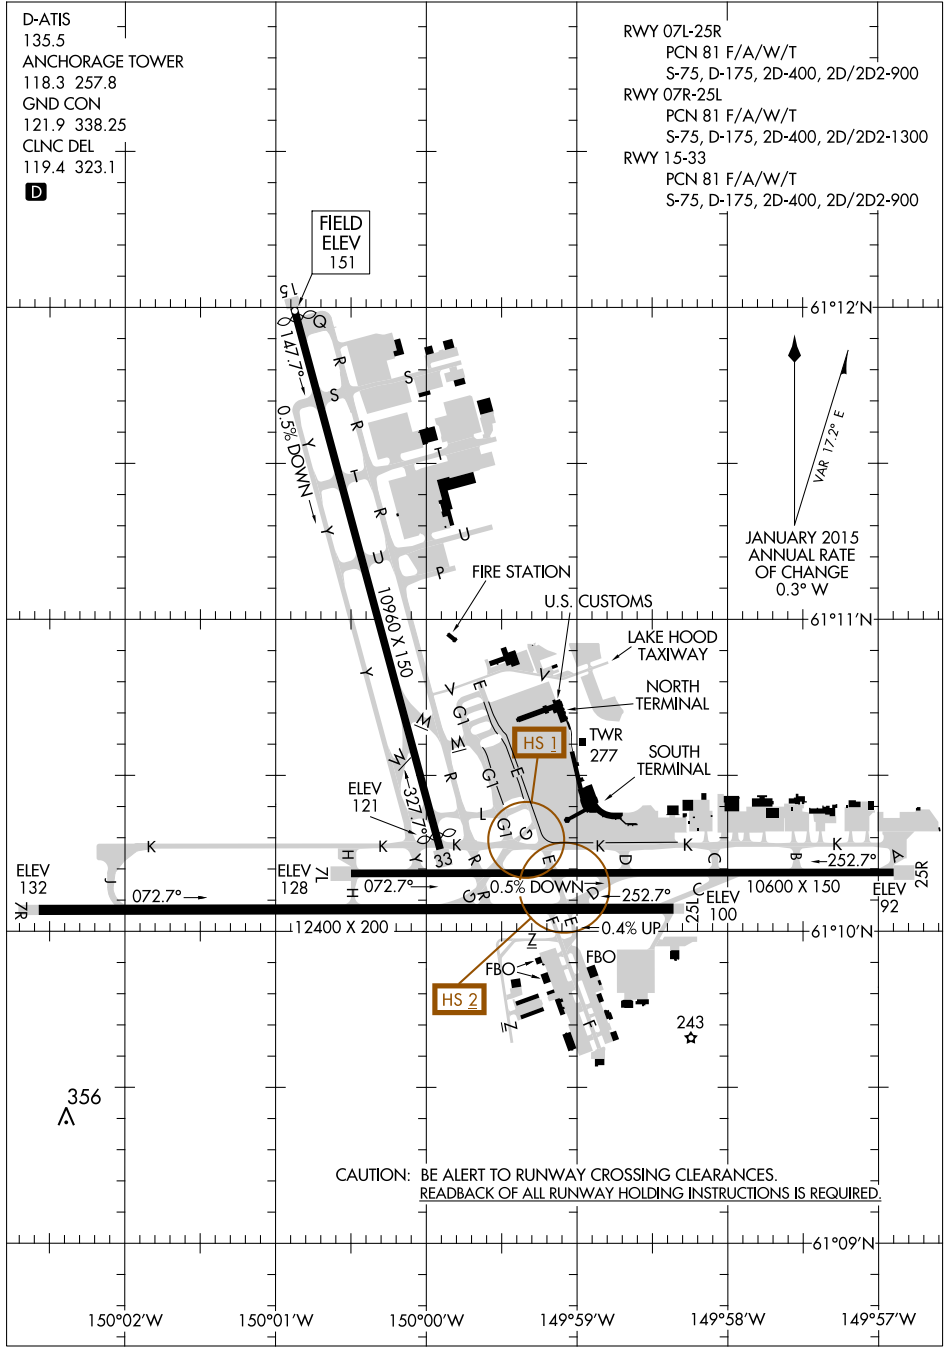 D-ATIS
135.5
ANCHORAGE TOWER
118.3 257.8
GND CON
121.9 338.25
CLNC DEL
119.4 323.1
D
RWY 07L-25R
PCN 81 F/A/W/T
S-75, D-175, 2D-400, 2D/2D2-900
RWY 07R-25L
PCN 81 F/A/W/T
S-75, D-175, 2D-400, 2D/2D2-1300
RWY 15-33
PCN 81 F/A/W/T
S-75, D-175, 2D-400, 2D/2D2-900
FIELD
ELEV
151
15
61°12'N
Q
147.7°
R
S
S
0.5% DOWN
Y
R
T
T
VAR 17.2° E
R
Y
U
U
P
JANUARY 2015
ANNUAL RATE
OF CHANGE
0.3° W
FIRE STATION
U.S. CUSTOMS
10960 X 150
61°11'N
LAKE HOOD
TAXIWAY
Y
V
E
V
NORTH
TERMINAL
G1
M
M
HS 1
TWR
277
W
R
G1
E
SOUTH
TERMINAL
327.7°
ELEV
121
L
G1
G
K
H
K
Y
K
33
R
E
K
D
K
C
B
K
252.7°
A
ELEV
132
J
ELEV
128
7L
072.7°
0.5% DOWN
10600 X 150
25R
7R
072.7°
H
G
R
D
252.7°
C
25L
ELEV
100
ELEV
92
12400 X 200
F
E
0.4% UP
61°10'N
Z
FBO
FBO
HS 2
Z
F
243
356
CAUTION: BE ALERT TO RUNWAY CROSSING CLEARANCES.
READBACK OF ALL RUNWAY HOLDING INSTRUCTIONS IS REQUIRED.
61°09'N
150°02'W
150°01'W
150°00'W
149°59'W
149°58'W
149°57'W